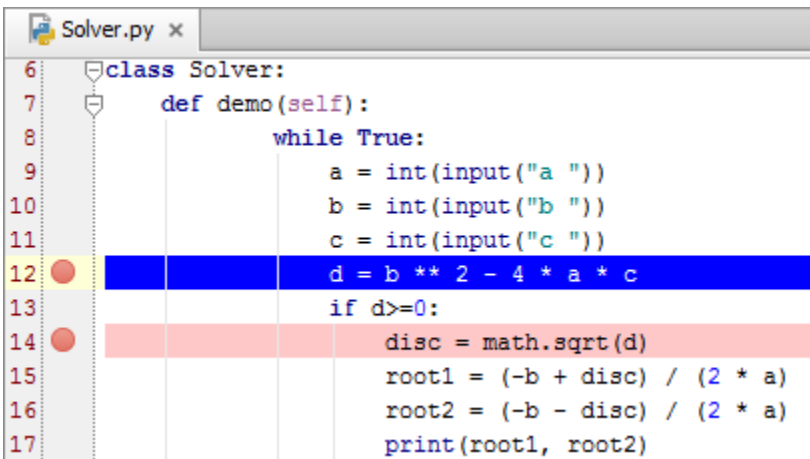 Solver.py ×
6 class Solver:
7     def demo(self):
8             while True:
9                 a = int(input("a "))
10                 b = int(input("b "))
11                 c = int(input("c "))
12                 d = b ** 2 - 4 * a * c
13                 if d>=0:
14                     disc = math.sqrt(d)
15                     root1 = (-b + disc) / (2 * a)
16                     root2 = (-b - disc) / (2 * a)
17                     print(root1, root2)